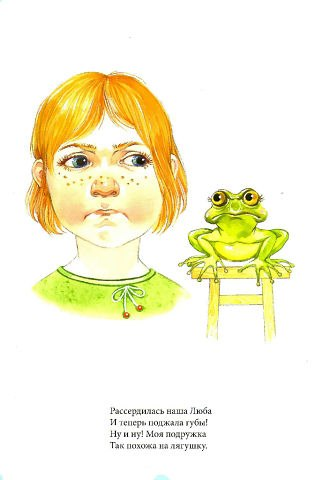 Рассердилась наша Люба
И теперь поджала губы!
Ну и ну! Моя подружка
Так похожа на лягушку.